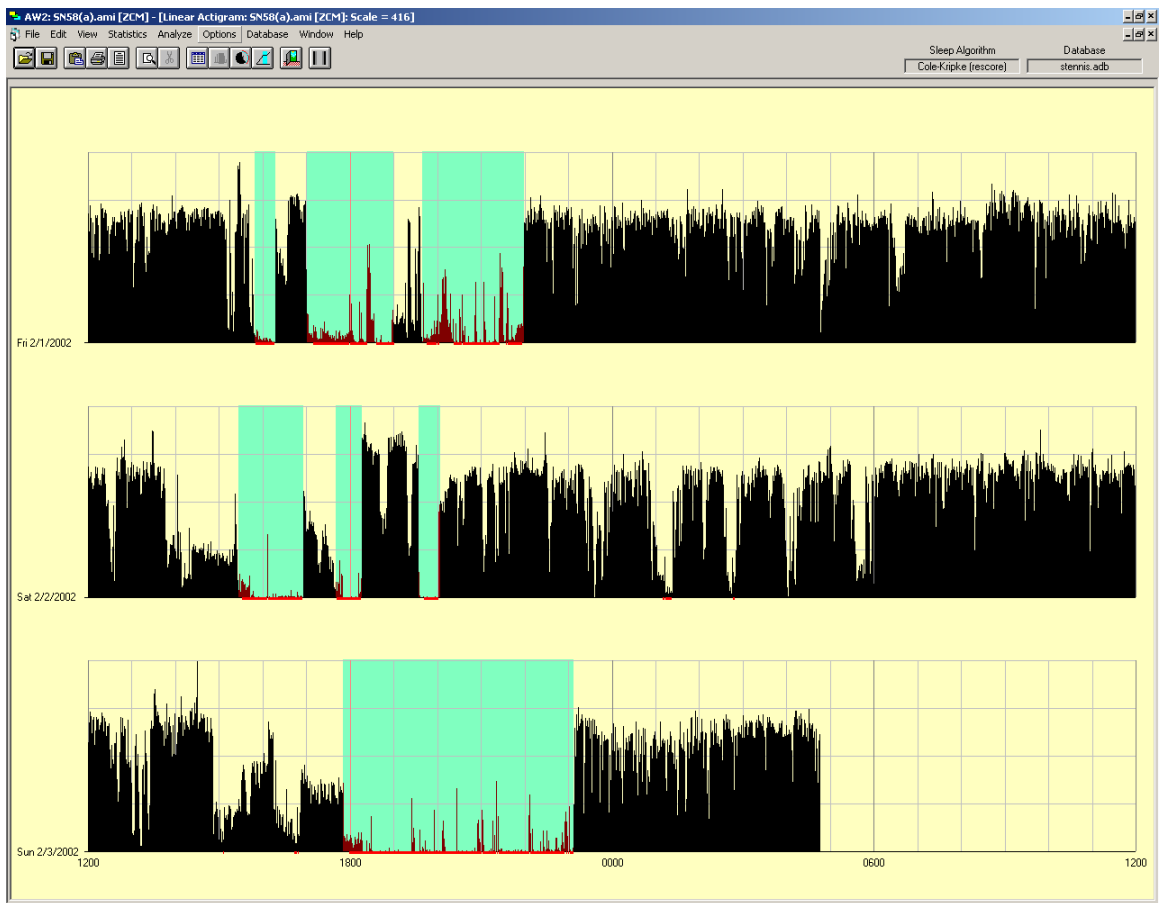 AW2: SN58(a).ami [ZCM] - [Linear Actigram: SN58(a).ami [ZCM]: Scale = 416]
File Edit View Statistics Analyze Options Database Window Help
Sleep Algorithm Database
Cole-Kripke (rescore) stennis.adb
Fri 2/1/2002
Sat 2/2/2002
Sun 2/3/2002
1200 1800 0000 0600 1200